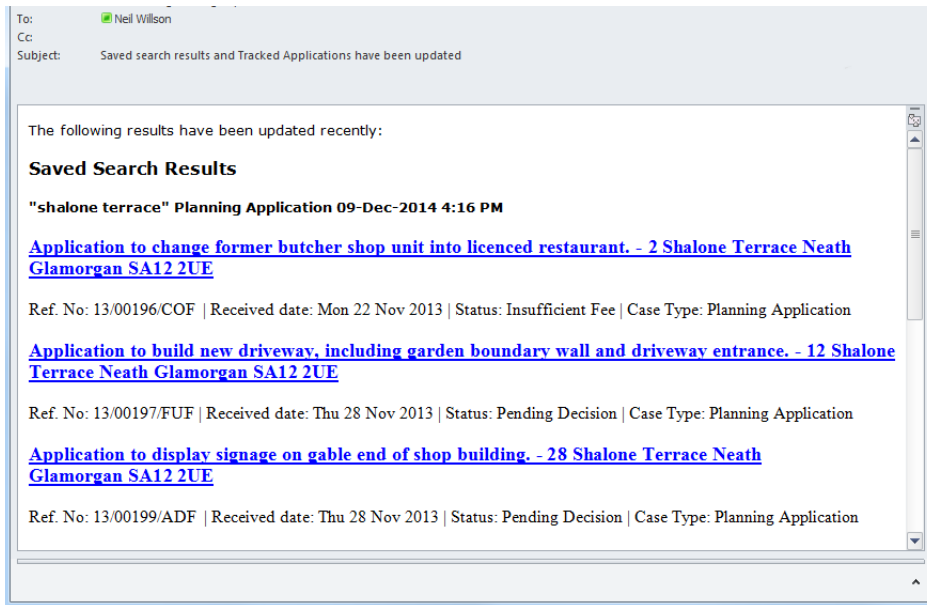 To: Neil Willson
Cc:
Subject: Saved search results and Tracked Applications have been updated
The following results have been updated recently:
Saved Search Results
"shalone terrace" Planning Application 09-Dec-2014 4:16 PM
Application to change former butcher shop unit into licenced restaurant. - 2 Shalone Terrace Neath
Glamorgan SA12 2UE
Ref. No: 13/00196/COF | Received date: Mon 22 Nov 2013 | Status: Insufficient Fee | Case Type: Planning Application
Application to build new driveway, including garden boundary wall and driveway entrance. - 12 Shalone
Terrace Neath Glamorgan SA12 2UE
Ref. No: 13/00197/FUF | Received date: Thu 28 Nov 2013 | Status: Pending Decision | Case Type: Planning Application
Application to display signage on gable end of shop building. - 28 Shalone Terrace Neath
Glamorgan SA12 2UE
Ref. No: 13/00199/ADF | Received date: Thu 28 Nov 2013 | Status: Pending Decision | Case Type: Planning Application